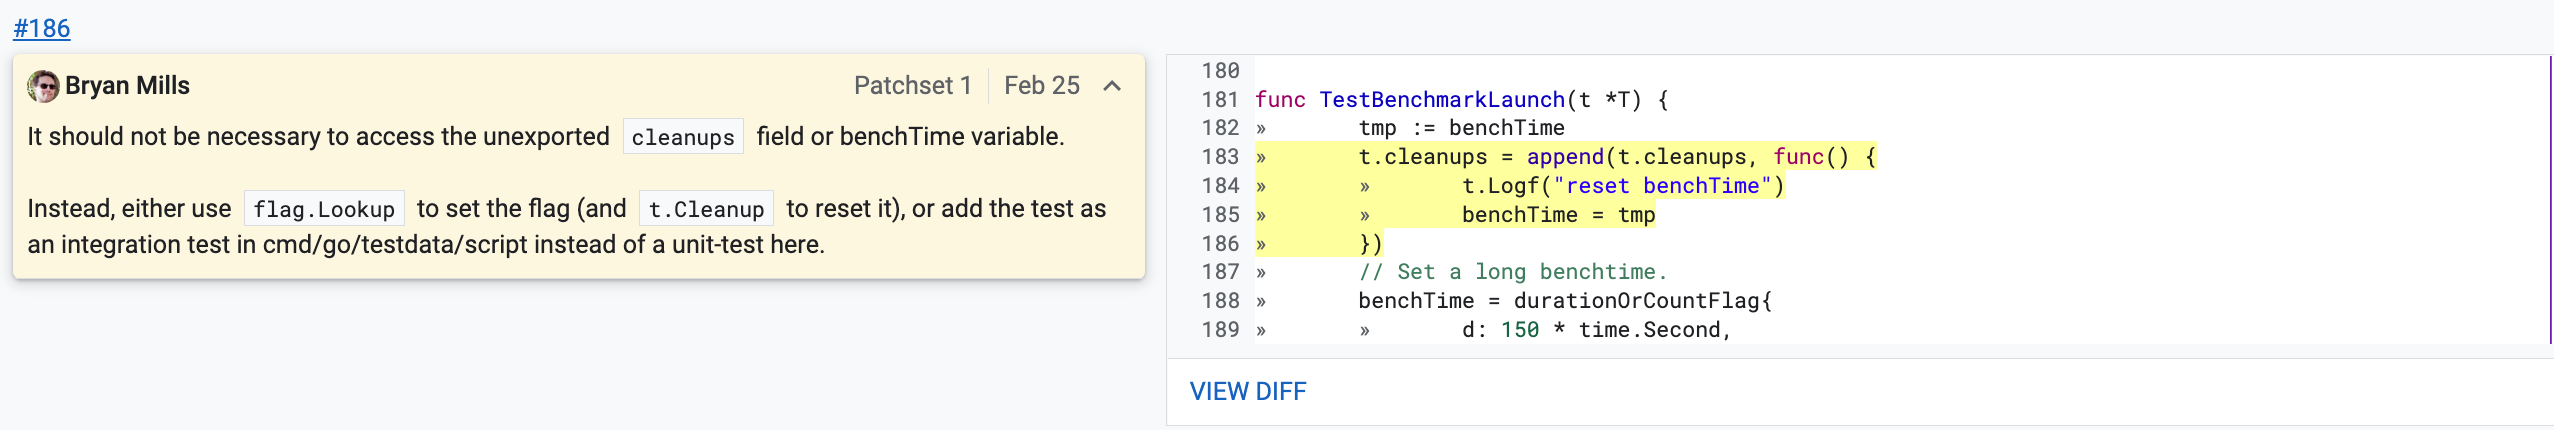 #186
Bryan Mills Patchset 1 Feb 25
It should not be necessary to access the unexported cleanups field or benchTime variable.
Instead, either use flag.Lookup to set the flag (and t.Cleanup to reset it), or add the test as
an integration test in cmd/go/testdata/script instead of a unit-test here.
180
181 func TestBenchmarkLaunch(t *T) {
182 » tmp := benchTime
183 » t.cleanups = append(t.cleanups, func() {
184 » » t.Logf("reset benchTime")
185 » » benchTime = tmp
186 » })
187 » // Set a long benchtime.
188 » benchTime = durationOrCountFlag{
189 » » d: 150 * time.Second,
VIEW DIFF